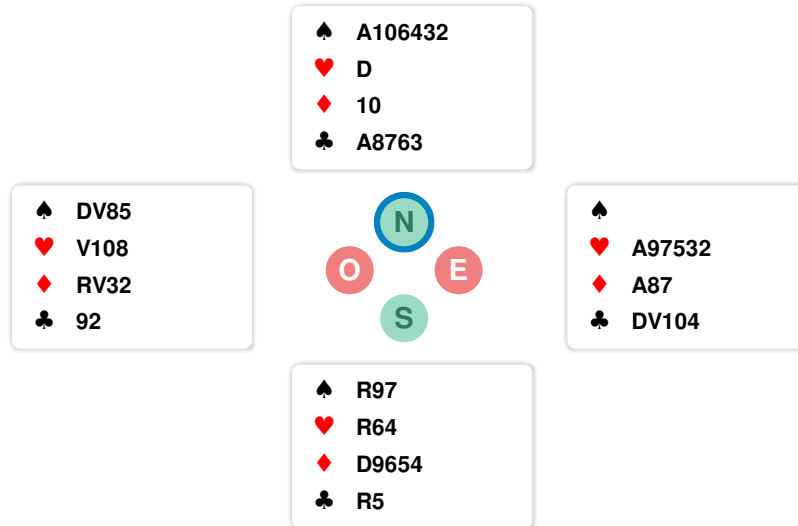 ♠ A106432
♥ D
♦ 10
♣ A8763
♠ DV85
♥ V108
♦ RV32
♣ 92
N
O E
S
♠
♥ A97532
♦ A87
♣ DV104
♠ R97
♥ R64
♦ D9654
♣ R5